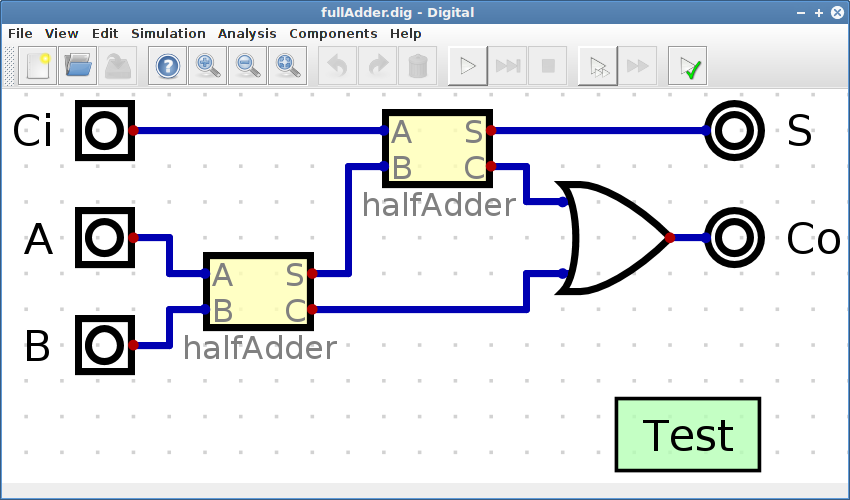 fullAdder.dig - Digital
File View Edit Simulation Analysis Components Help
Ci
A S
B C
halfAdder
S
A
A S
B C
halfAdder
Co
B
Test